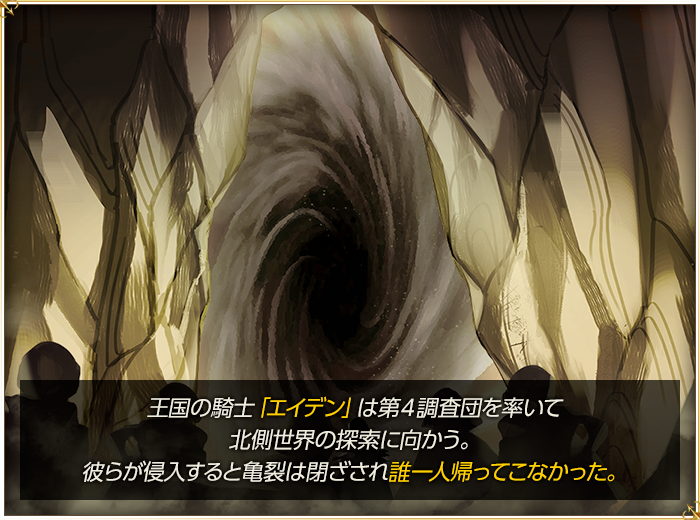 王国の騎士「エイデン」は第4調査団を率いて
北側世界の探索に向かう。
彼らが侵入すると亀裂は閉ざされ誰一人帰ってこなかった。